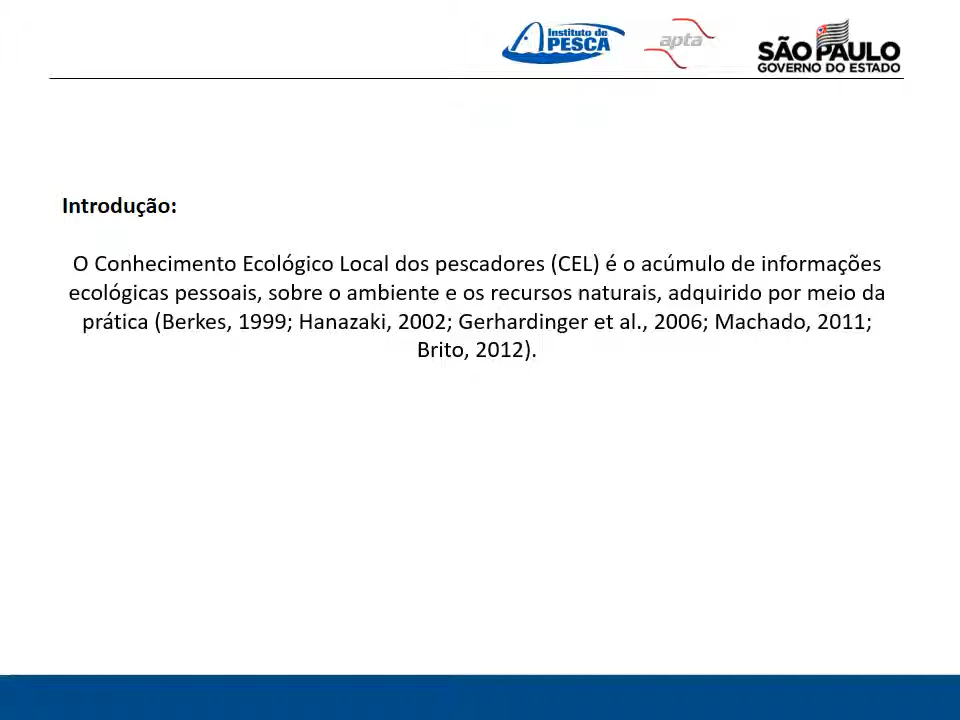 Instituto de
PESCA
apta
SÃO PAULO
GOVERNO DO ESTADO
Introdução:
O Conhecimento Ecológico Local dos pescadores (CEL) é o acúmulo de informações
ecológicas pessoais, sobre o ambiente e os recursos naturais, adquirido por meio da
prática (Berkes, 1999; Hanazaki, 2002; Gerhardinger et al., 2006; Machado, 2011;
Brito, 2012).